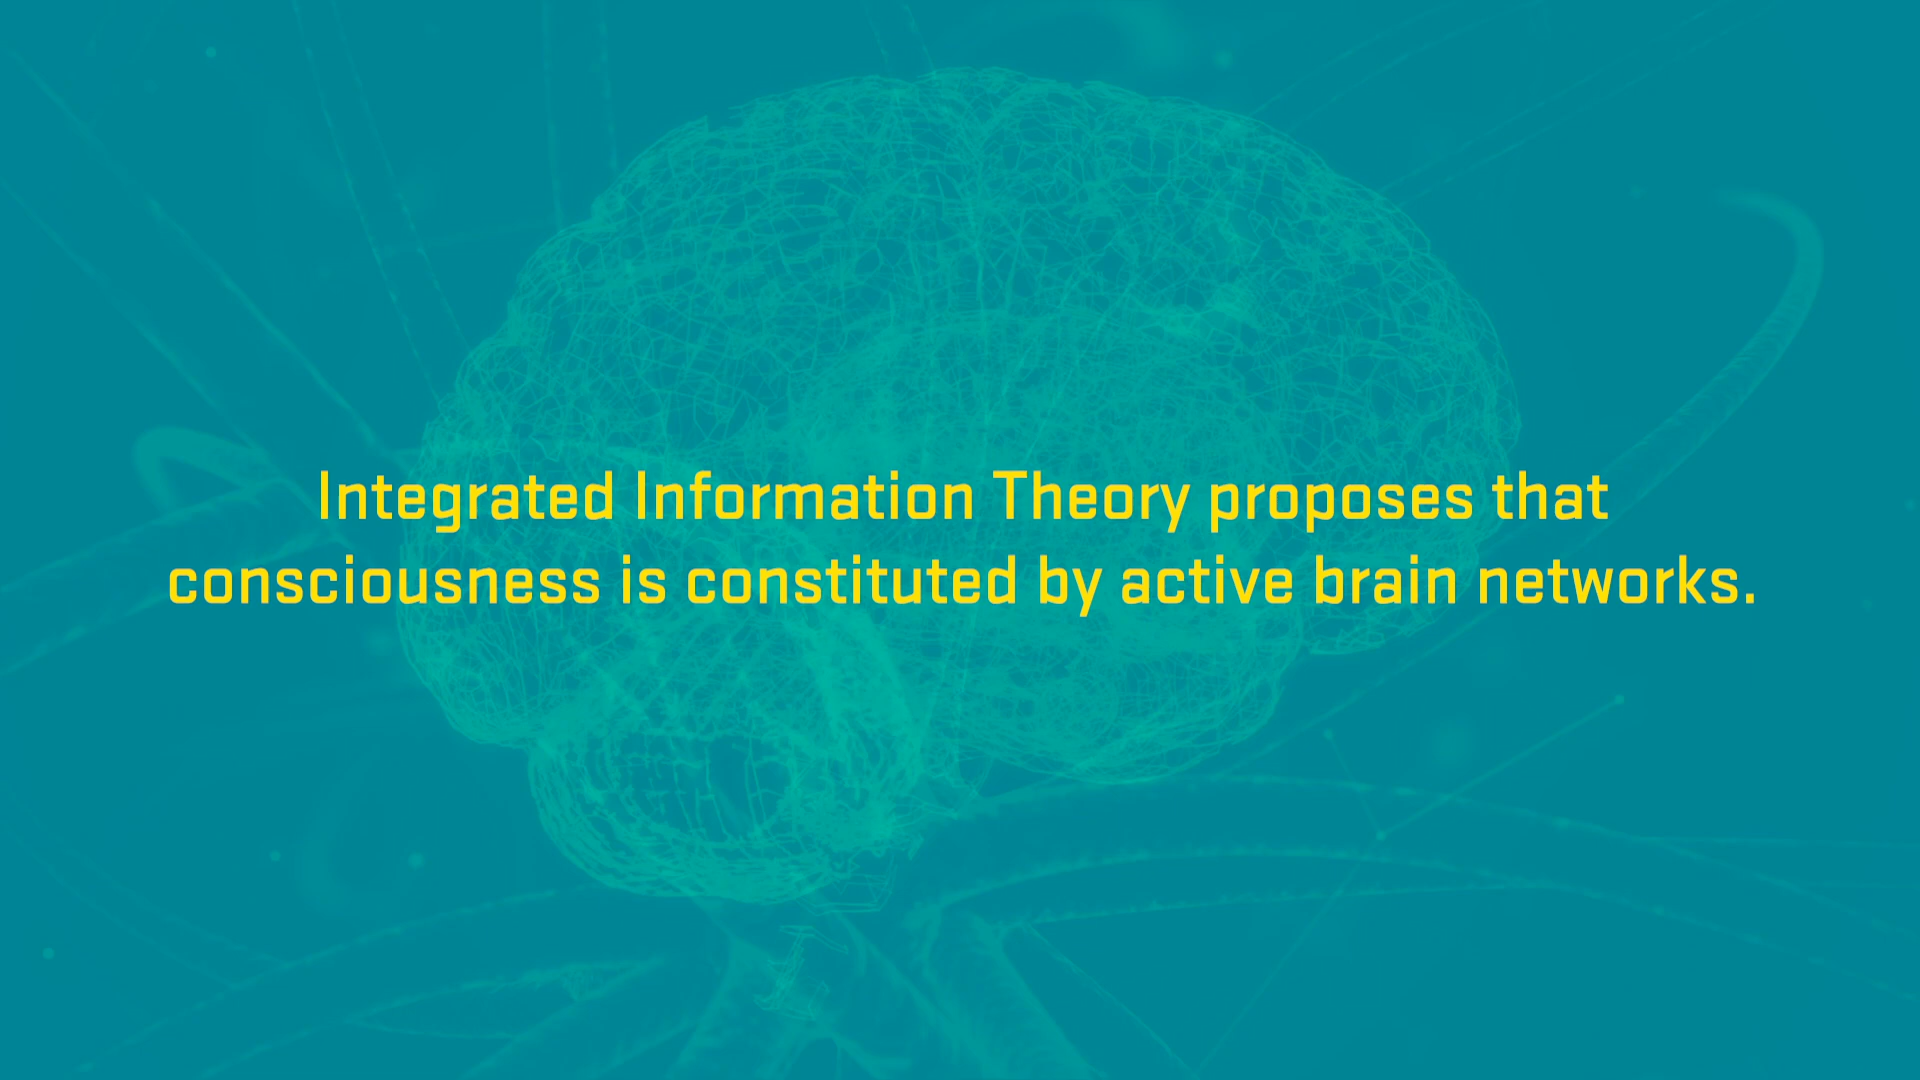 Integrated Information Theory proposes that
consciousness is constituted by active brain networks.